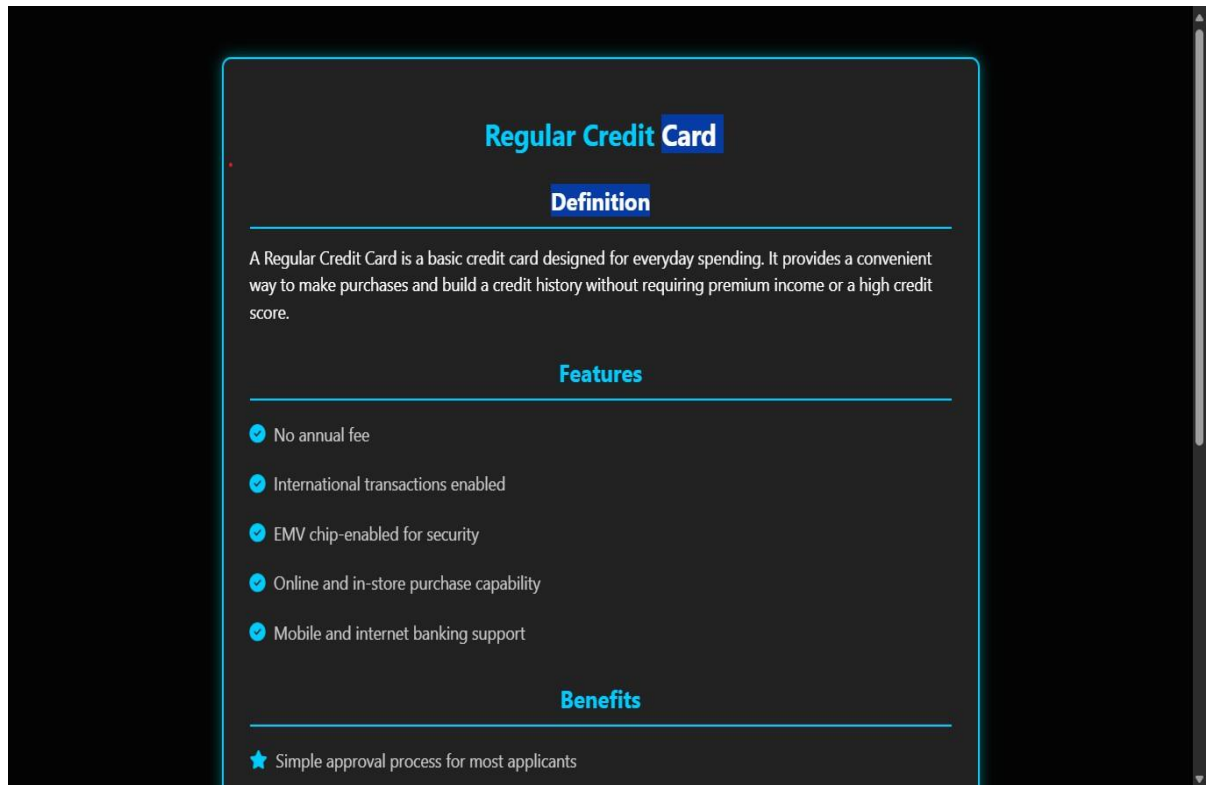 Regular Credit Card
Definition
A Regular Credit Card is a basic credit card designed for everyday spending. It provides a convenient
way to make purchases and build a credit history without requiring premium income or a high credit
score.
Features
No annual fee
International transactions enabled
EMV chip-enabled for security
Online and in-store purchase capability
Mobile and internet banking support
Benefits
Simple approval process for most applicants